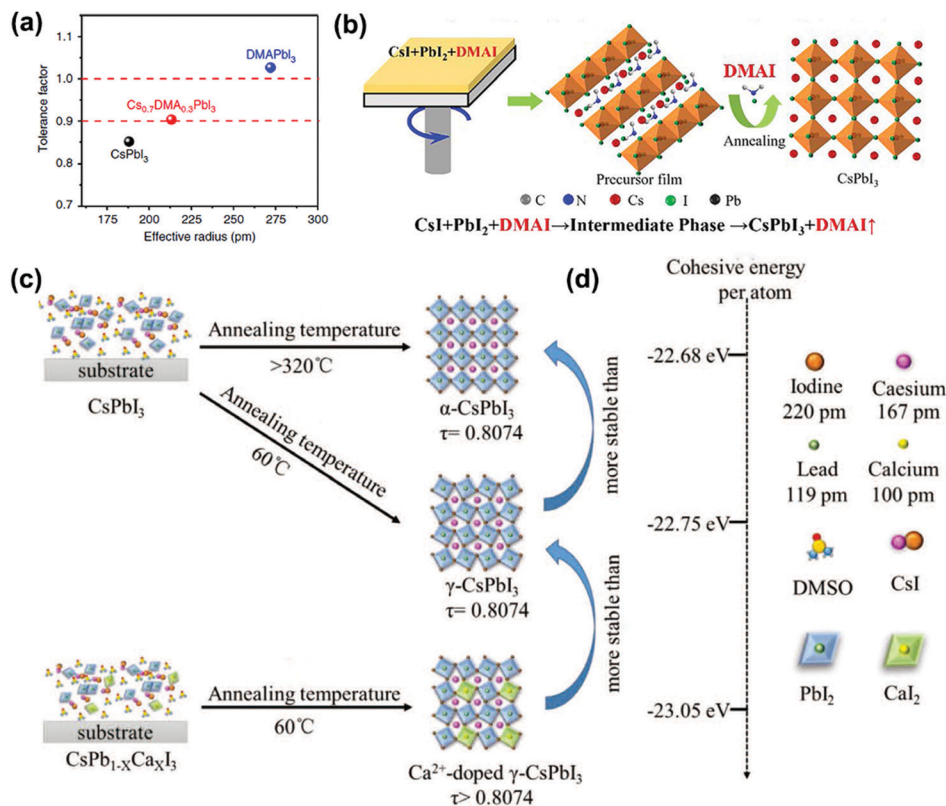 (a)
1.1
1.0
0.9
0.8
0.7
Tolerance factor
DMAPbI₃
Cs₀.₇DMA₀.₃PbI₃
CsPbI₃
175
200
225
250
275
300
Effective radius (pm)
(b)
CsI+PbI₂+DMAI
DMAI
Annealing
Precursor film
CsPbI₃
C
N
Cs
I
Pb
CsI+PbI₂+DMAI→Intermediate Phase→CsPbI₃+DMAI↑
(c)
substrate
CsPbI₃
Annealing temperature
>320℃
Annealing temperature
60℃
α-CsPbI₃
τ= 0.8074
more stable than
γ-CsPbI₃
τ= 0.8074
more stable than
substrate
CsPb₁₋XCaXI₃
Annealing temperature
60℃
Ca²⁺-doped γ-CsPbI₃
τ> 0.8074
(d)
Cohesive energy
per atom
-22.68 eV
-22.75 eV
-23.05 eV
Iodine
220 pm
Caesium
167 pm
Lead
119 pm
Calcium
100 pm
DMSO
CsI
PbI₂
CaI₂